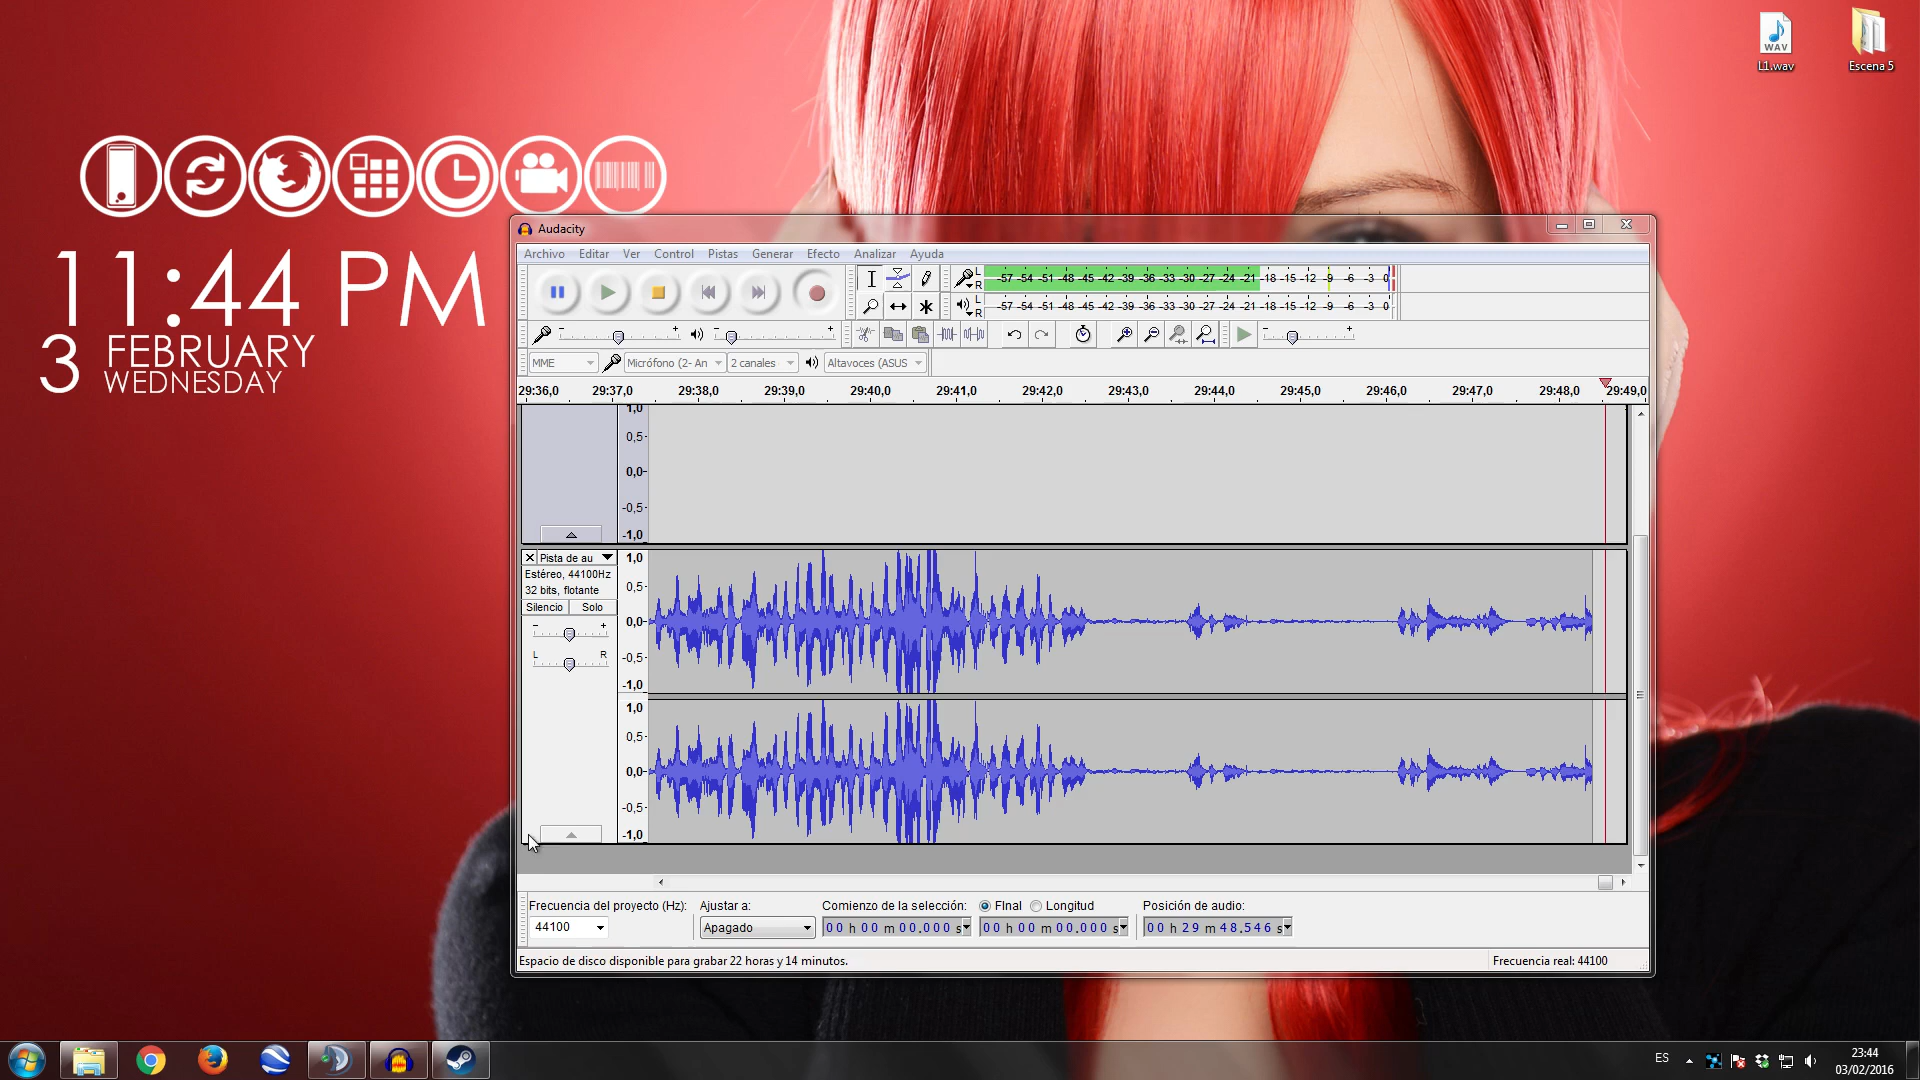 WAV
L1.wav
Escena 5
11:44 PM
3
FEBRUARY
WEDNESDAY
Audacity
Archivo Editar Ver Control Pistas Generar Efecto Analizar Ayuda
L
R
-57 -54 -51 -48 -45 -42 -39 -36 -33 -30 -27 -24 -21 -18 -15 -12 -9 -6 -3 0
L
R
-57 -54 -51 -48 -45 -42 -39 -36 -33 -30 -27 -24 -21 -18 -15 -12 -9 -6 -3 0
MME Micrófono (2- An 2 canales Altavoces (ASUS
29:36,0 29:37,0 29:38,0 29:39,0 29:40,0 29:41,0 29:42,0 29:43,0 29:44,0 29:45,0 29:46,0 29:47,0 29:48,0 29:49,0
1,0
0,5-
0,0-
-0,5-
-1,0
Pista de au
Estéreo, 44100Hz
32 bits, flotante
Silencio Solo
- +
L R
1,0
0,5-
0,0-
-0,5-
-1,0
1,0
0,5-
0,0-
-0,5-
-1,0
Frecuencia del proyecto (Hz): Ajustar a: Comienzo de la selección: FInal Longitud Posición de audio:
44100 Apagado 00 h 00 m 00.000 s 00 h 00 m 00.000 s 00 h 29 m 48.546 s
Espacio de disco disponible para grabar 22 horas y 14 minutos. Frecuencia real: 44100
ES
23:44
03/02/2016